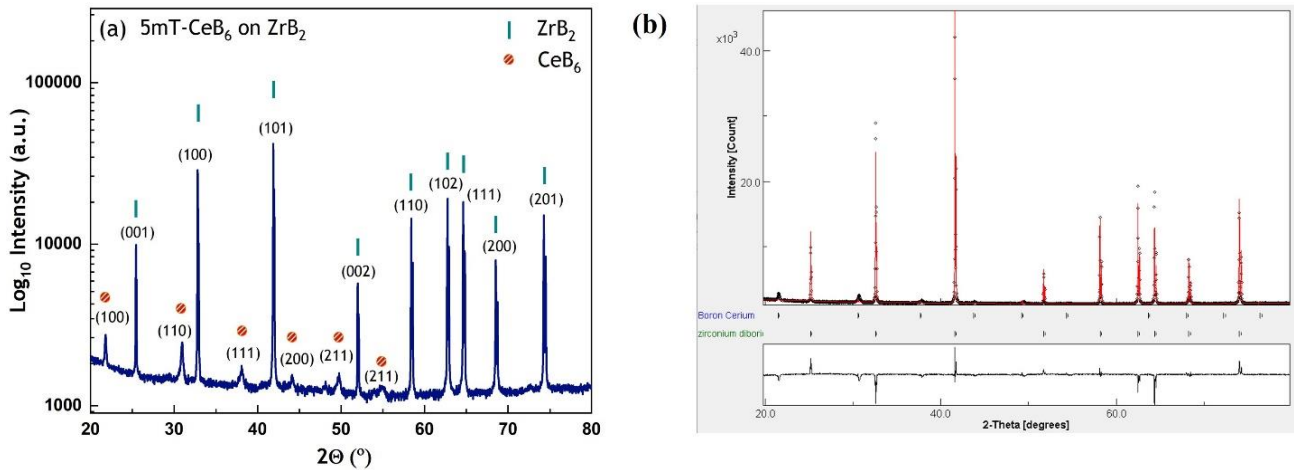 (a) 5mT-CeB₆ on ZrB₂
ZrB₂
CeB₆
Log₁₀ Intensity (a.u.)
100000
10000
1000
(100)
(001)
(110)
(100)
(111)
(101)
(200)
(211)
(002)
(211)
(110)
(102)
(111)
(200)
(201)
20 30 40 50 60 70 80
2Θ (º)
(b)
x10³
40.0
20.0
Intensity [Count]
Boron Cerium
zirconium dibori
20.0 40.0 60.0
2-Theta [degrees]